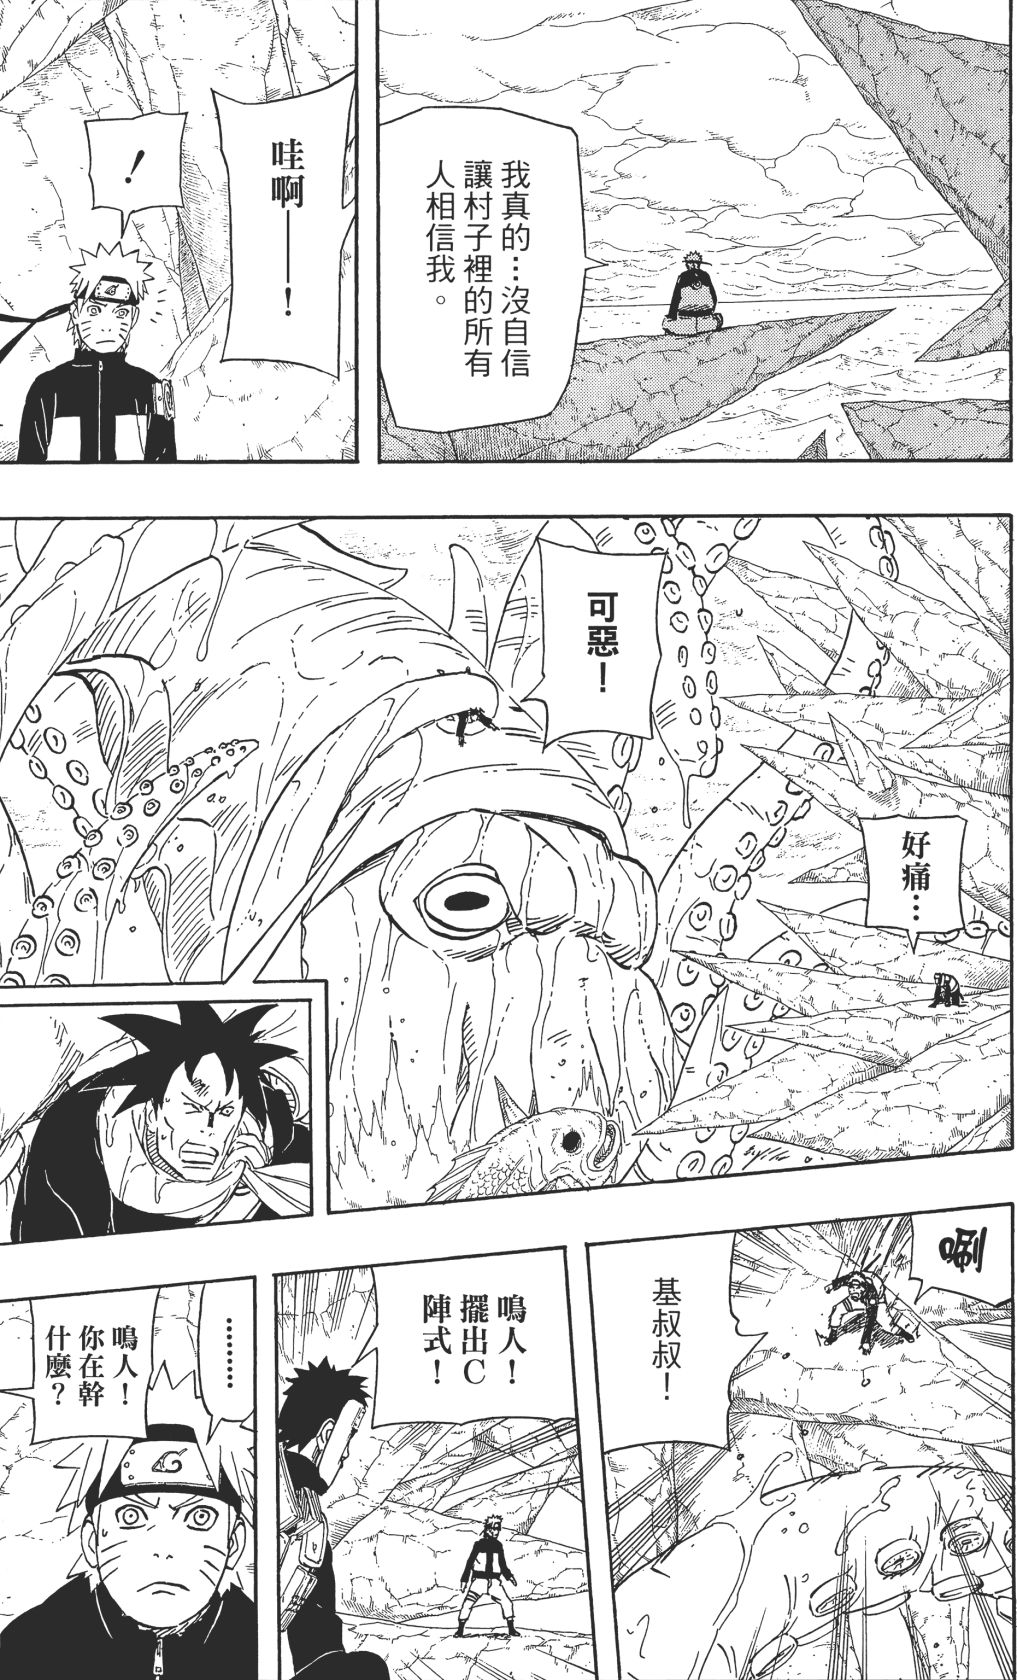 我真的…沒自信
讓村子裡的所有
人相信我。
哇啊——！
！
可惡！
好痛…
唰
基叔叔！
鳴人！
擺出C
陣式！
………
鳴人！
你在幹
什麼？